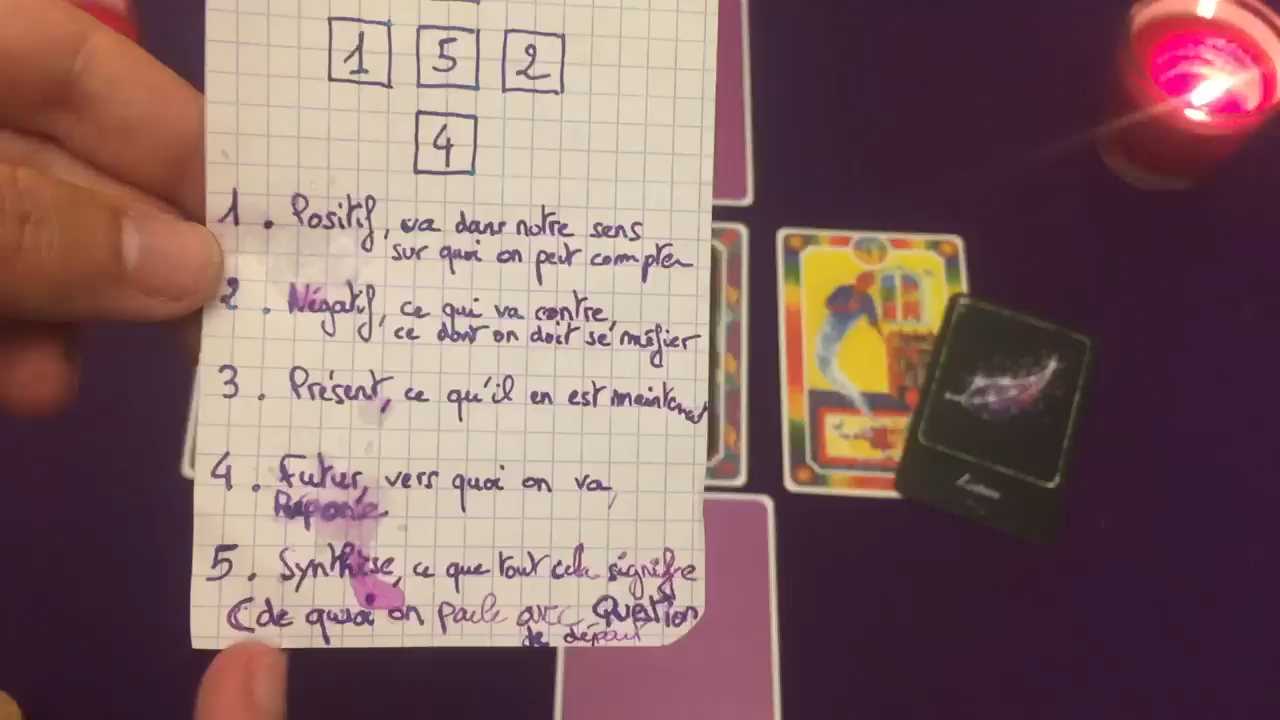 1 5 2
4
1. Positif, va dans notre sens
sur quoi on peut compter
2. Négatif, ce qui va contre,
ce dont on doit se méfier
3. Présent, ce qu'il en est maintenant
4. Futur, vers quoi on va,
Réponse
5. Synthèse, ce que tout cela signifie
(de quoi on parle avec Question
de départ